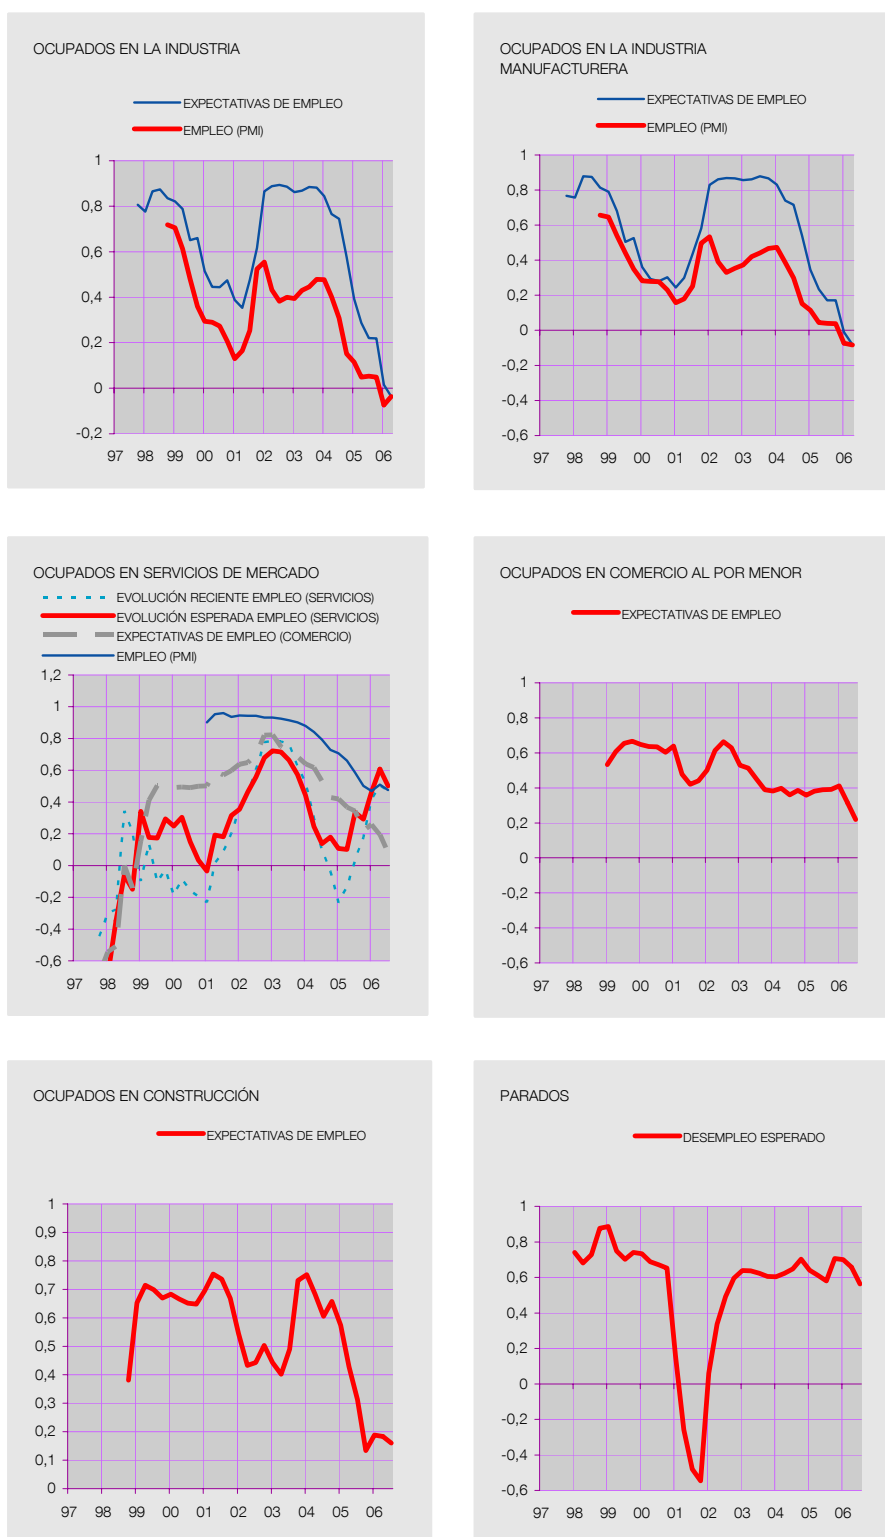 OCUPADOS EN LA INDUSTRIA
EXPECTATIVAS DE EMPLEO
EMPLEO (PMI)
1
0,8
0,6
0,4
0,2
0
-0,2
97 98 99 00 01 02 03 04 05 06
OCUPADOS EN LA INDUSTRIA
MANUFACTURERA
EXPECTATIVAS DE EMPLEO
EMPLEO (PMI)
1
0,8
0,6
0,4
0,2
0
-0,2
-0,4
-0,6
97 98 99 00 01 02 03 04 05 06
OCUPADOS EN SERVICIOS DE MERCADO
EVOLUCIÓN RECIENTE EMPLEO (SERVICIOS)
EVOLUCIÓN ESPERADA EMPLEO (SERVICIOS)
EXPECTATIVAS DE EMPLEO (COMERCIO)
EMPLEO (PMI)
1,2
1
0,8
0,6
0,4
0,2
0
-0,2
-0,4
-0,6
97 98 99 00 01 02 03 04 05 06
OCUPADOS EN COMERCIO AL POR MENOR
EXPECTATIVAS DE EMPLEO
1
0,8
0,6
0,4
0,2
0
-0,2
-0,4
-0,6
97 98 99 00 01 02 03 04 05 06
OCUPADOS EN CONSTRUCCIÓN
EXPECTATIVAS DE EMPLEO
1
0,9
0,8
0,7
0,6
0,5
0,4
0,3
0,2
0,1
0
97 98 99 00 01 02 03 04 05 06
PARADOS
DESEMPLEO ESPERADO
1
0,8
0,6
0,4
0,2
0
-0,2
-0,4
-0,6
97 98 99 00 01 02 03 04 05 06